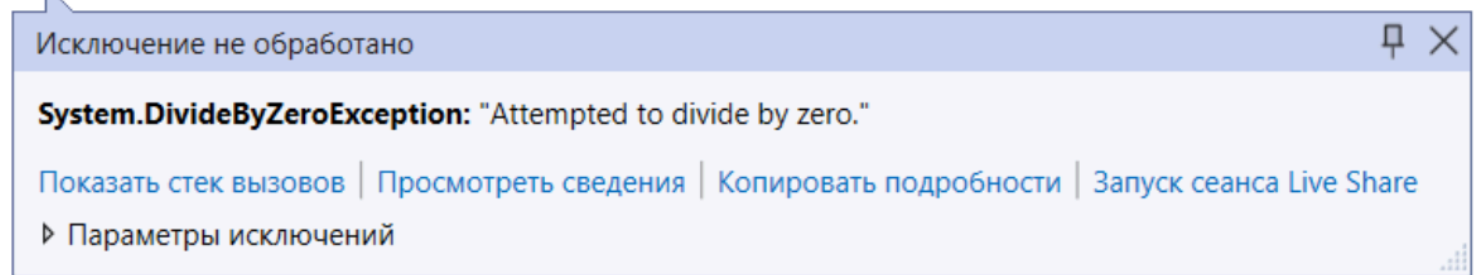 Исключение не обработано
System.DivideByZeroException: "Attempted to divide by zero."
Показать стек вызовов | Просмотреть сведения | Копировать подробности | Запуск сеанса Live Share
Параметры исключений